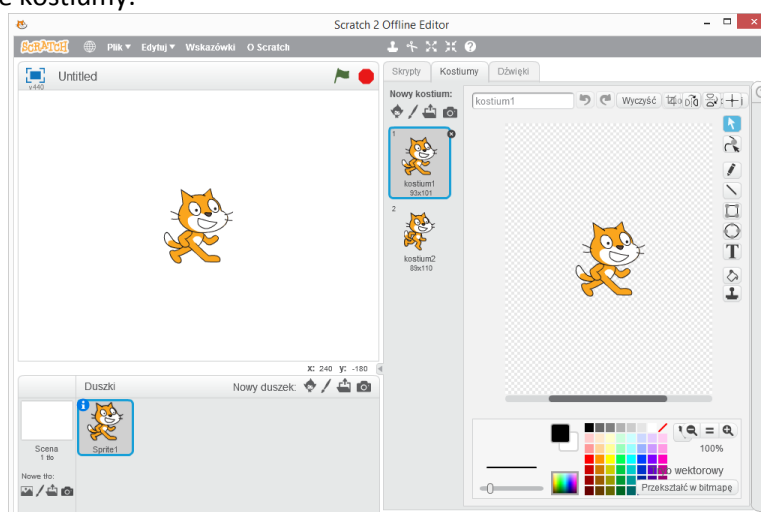 e kostiumy.
Scratch 2 Offline Editor
SCRATCH Plik Edytuj Wskazówki O Scratch
Untitled
v440
Skrypty Kostiumy Dźwięki
Nowy kostium:
kostium1
Wyczyść
1
kostium1
93x101
2
kostium2
89x110
T
X: 240 y: -180
Duszki
Nowy duszek:
Scena
1 tło
Sprite1
Nowe tło:
100%
wektorowy
Przekształć w bitmapę